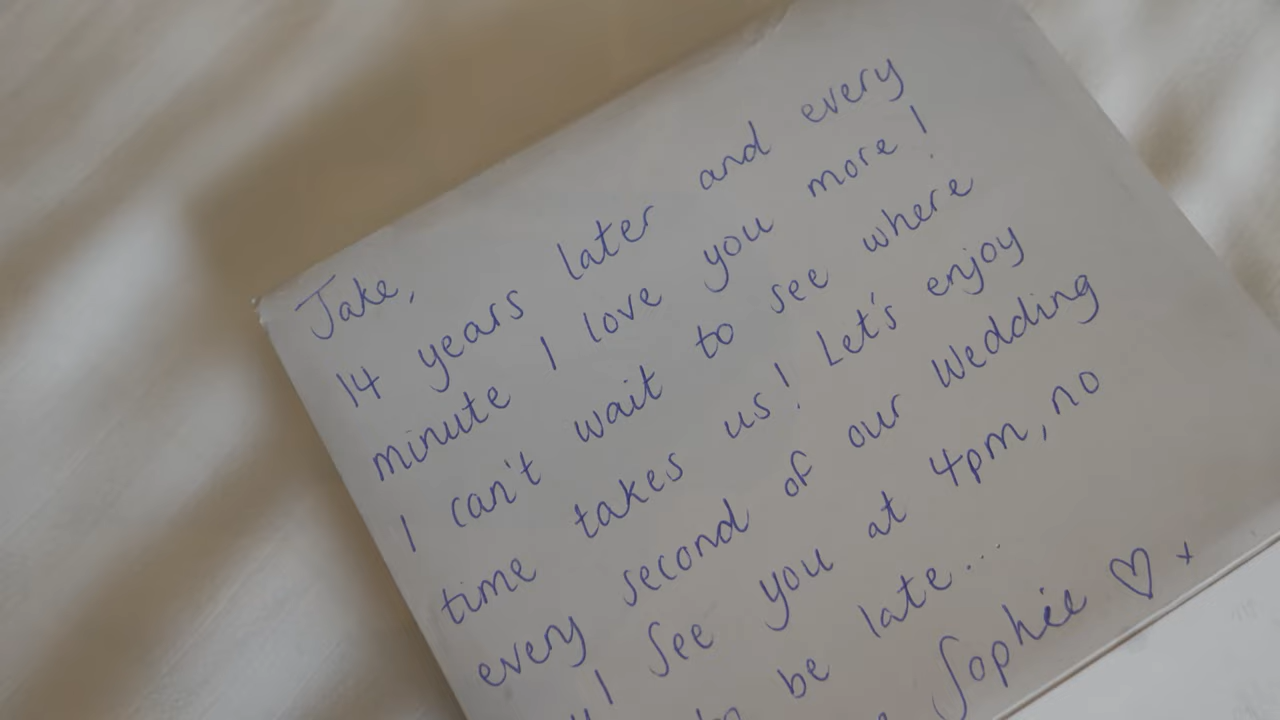 Jake,
14 years later and every
minute I love you more!
I can't wait to see where
time takes us! Let's enjoy
every second of our Wedding
! See you at 4pm, no
be late...
Sophie ♡ x